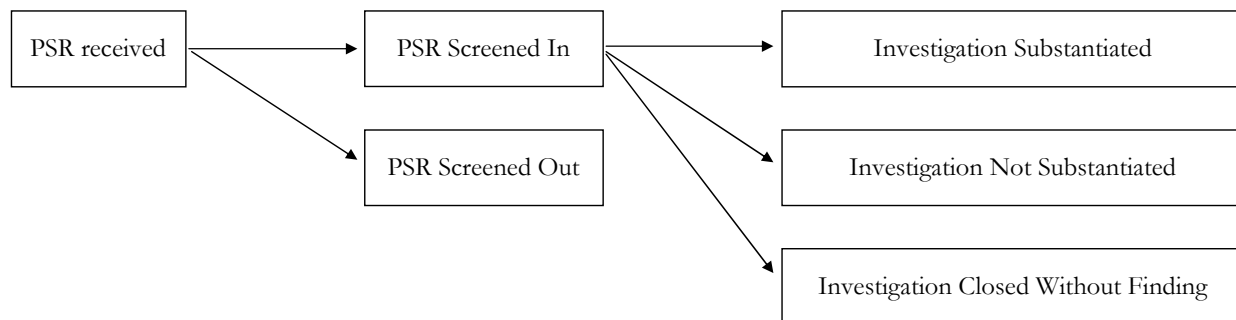 PSR received
PSR Screened In
Investigation Substantiated
PSR Screened Out
Investigation Not Substantiated
Investigation Closed Without Finding